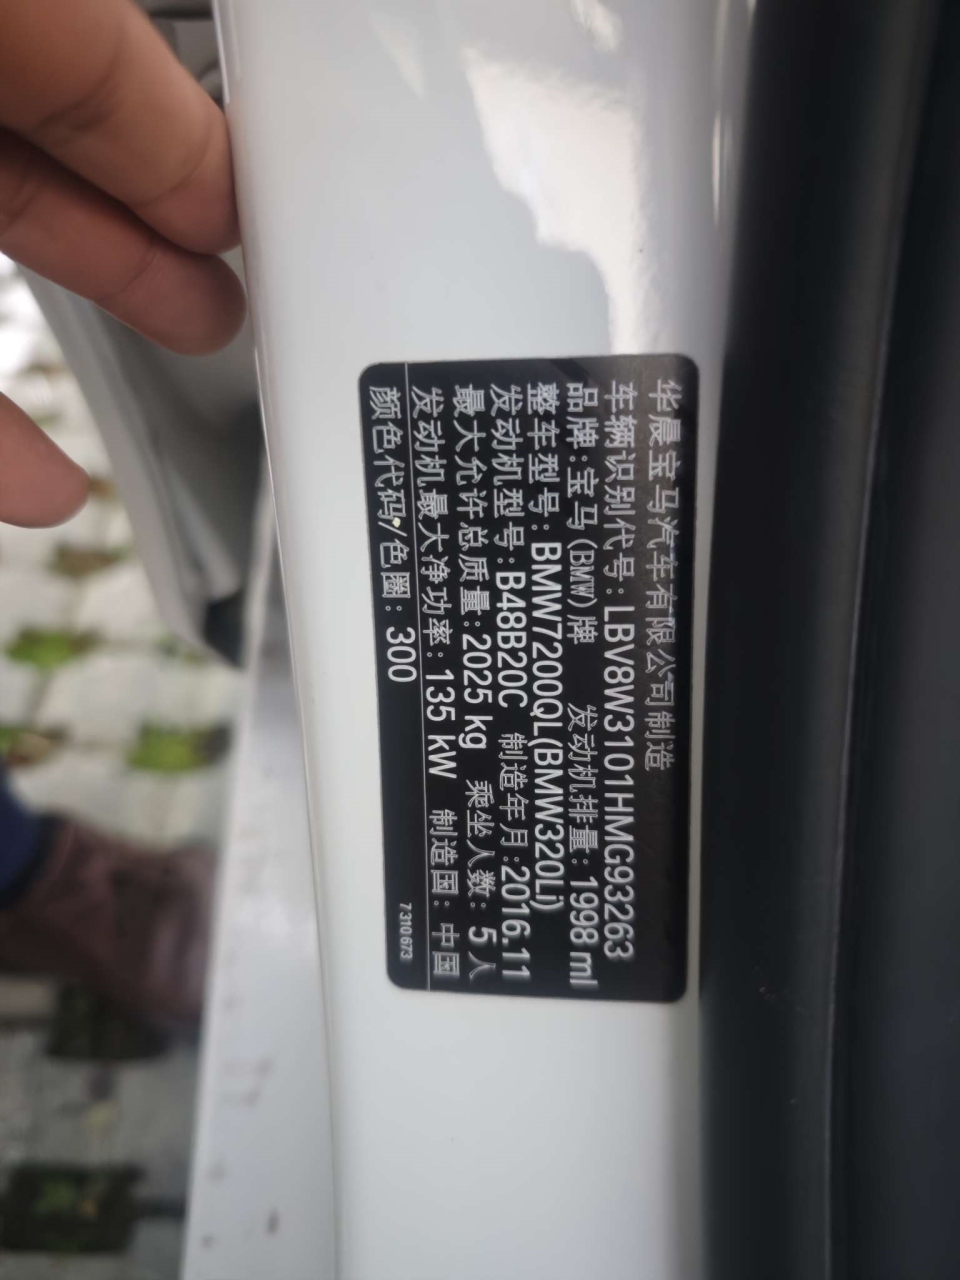 华晨宝马汽车有限公司制造
车辆识别代号: LBV8W3101HMG93263
品牌:宝马(BMW)牌 发动机排量: 1998 ml
整车型号: BMW7200QL(BMW320Li)
发动机型号: B48B20C 制造年月:2016.11
最大允许总质量:2025 kg 乘坐人数: 5 人
发动机最大净功率: 135 kW 制造国: 中国
颜色代码/色圈: 300
7 310 673